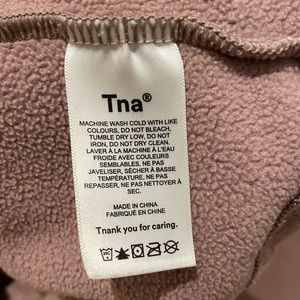 Tna®
MACHINE WASH COLD WITH LIKE
COLOURS, DO NOT BLEACH,
TUMBLE DRY LOW, DO NOT
IRON, DO NOT DRY CLEAN.
LAVER À LA MACHINE À L'EAU
FROIDE AVEC COULEURS
SEMBLABLES, NE PAS
JAVELISER, SÉCHER À BASSE
TEMPÉRATURE, NE PAS
REPASSER, NE PAS NETTOYER À
SEC.
MADE IN CHINA
FABRIQUÉ EN CHINE
Tnank you for caring.